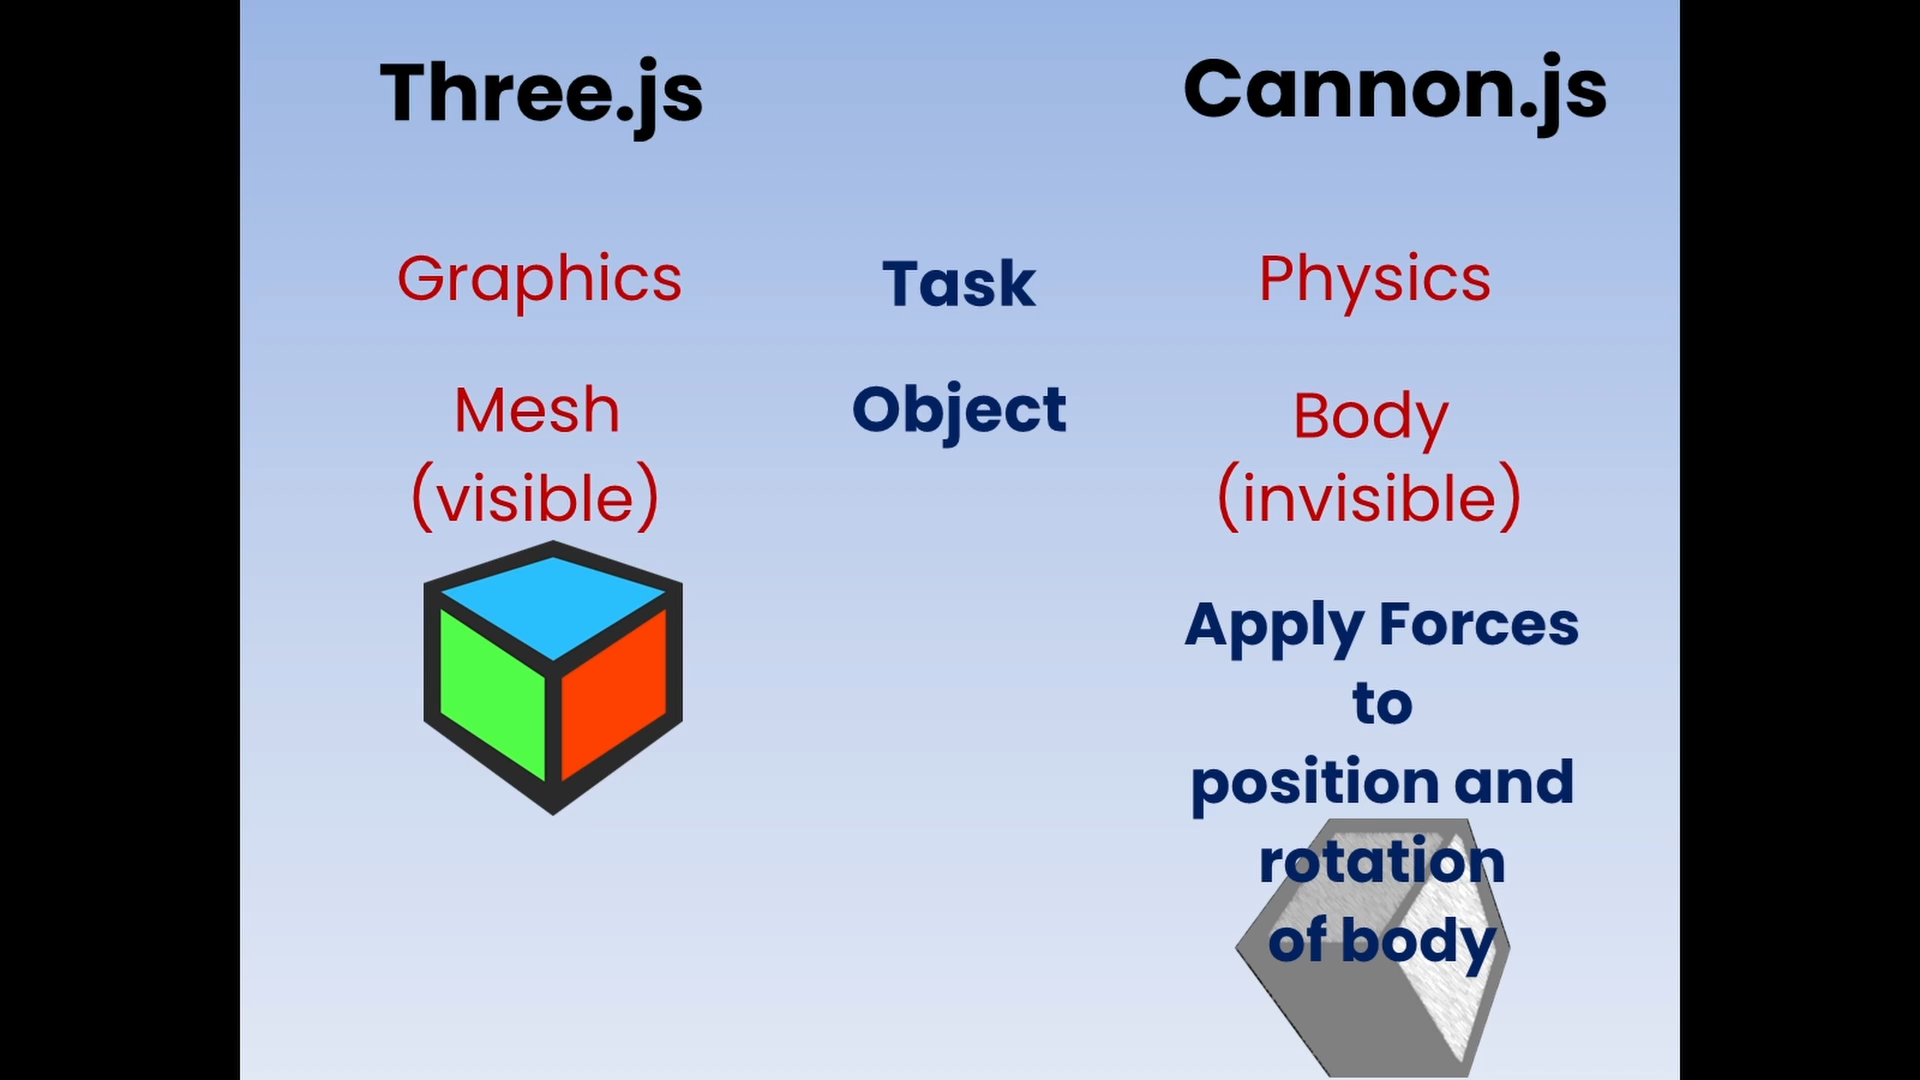 Three.js
Cannon.js
Graphics
Task
Physics
Mesh
(visible)
Object
Body
(invisible)
Apply Forces
to
position and
rotation
of body